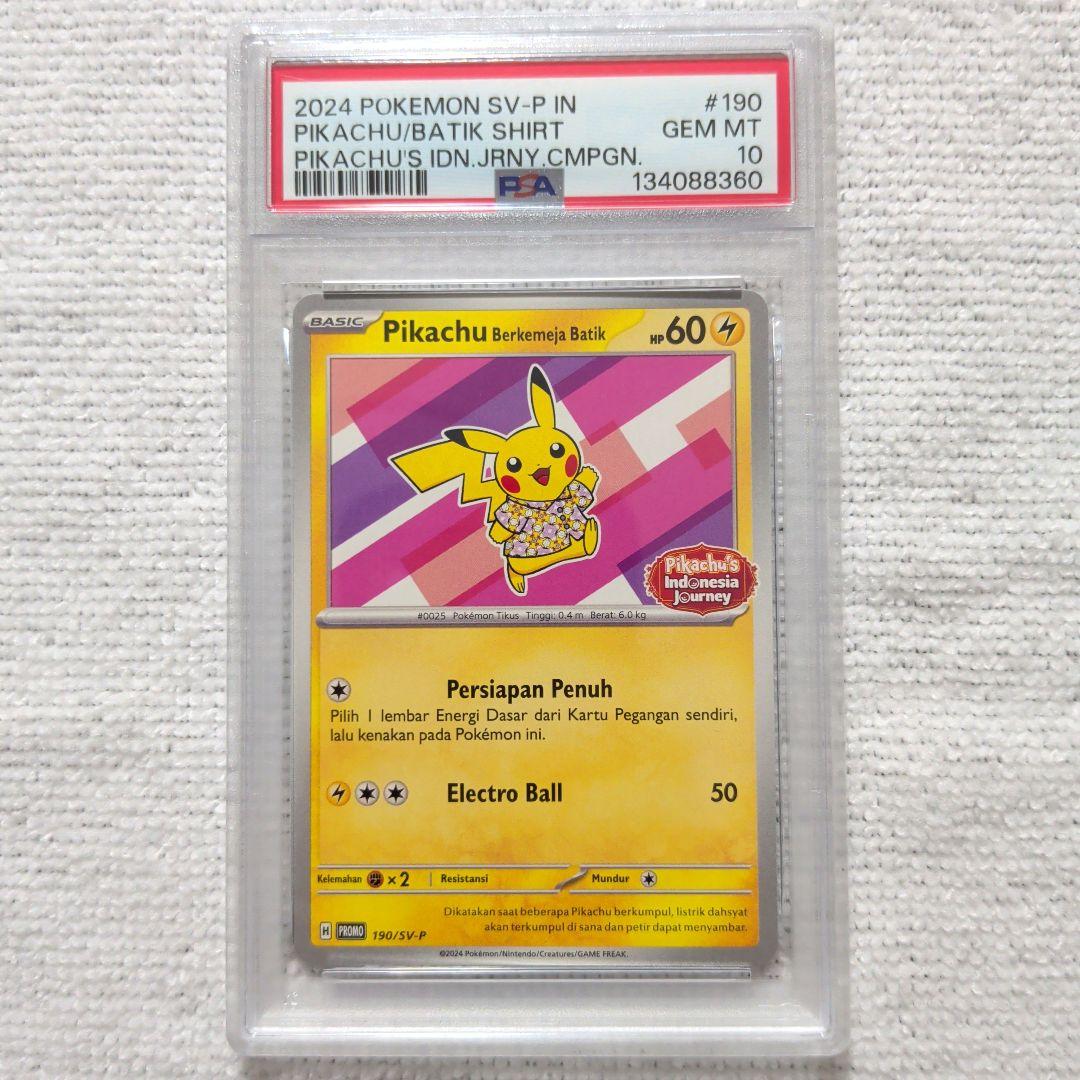 2024 POKEMON SV-P IN #190
PIKACHU/BATIK SHIRT GEM MT
PIKACHU'S IDN.JRNY.CMPGN. 10
PSA 134088360
BASIC Pikachu Berkemeja Batik HP 60
Pikachu's
Indonesia
Journey
#0025 Pokémon Tikus Tinggi: 0.4 m Berat: 6.0 kg
Persiapan Penuh
Pilih 1 lembar Energi Dasar dari Kartu Pegangan sendiri,
lalu kenakan pada Pokémon ini.
Electro Ball 50
Kelemahan ×2 Resistansi Mundur
Dikatakan saat beberapa Pikachu berkumpul, listrik dahsyat
akan terkumpul di sana dan petir dapat menyambar.
H PROMO 190/SV-P
©2024 Pokémon/Nintendo/Creatures/GAME FREAK.